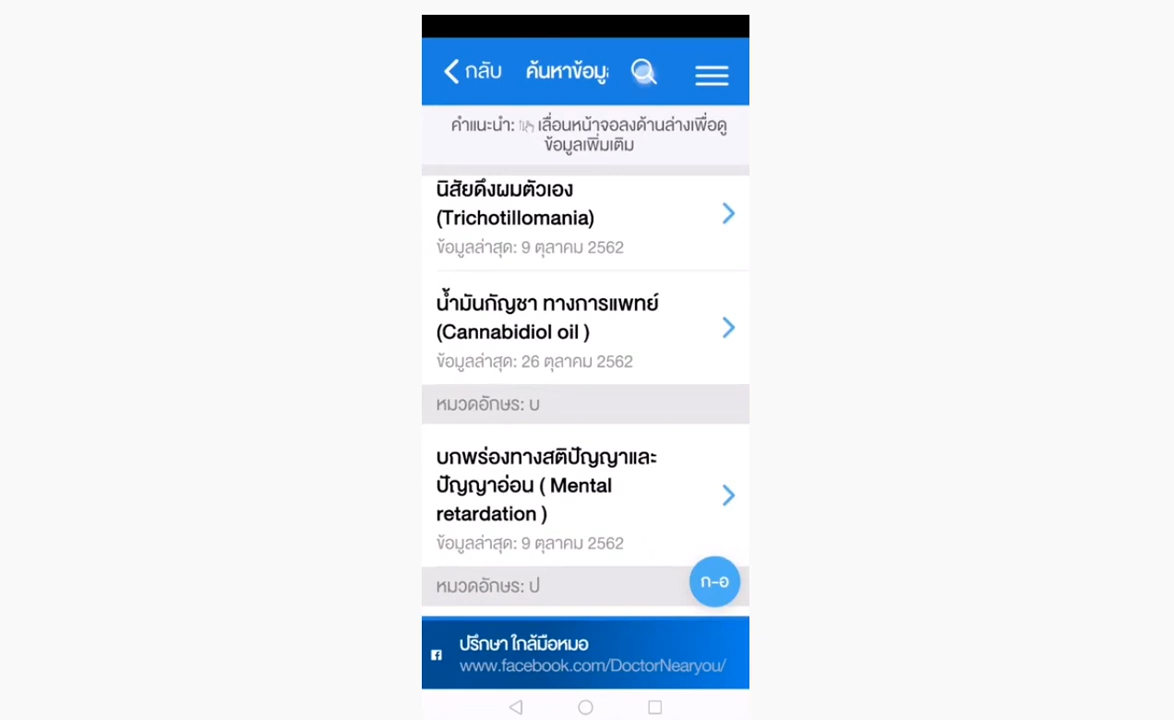 กลับ ค้นหาข้อมู
คำแนะนำ: เลื่อนหน้าจอลงด้านล่างเพื่อดู
ข้อมูลเพิ่มเติม
นิสัยดึงผมตัวเอง
(Trichotillomania)
ข้อมูลล่าสุด: 9 ตุลาคม 2562
น้ำมันกัญชา ทางการแพทย์
(Cannabidiol oil )
ข้อมูลล่าสุด: 26 ตุลาคม 2562
หมวดอักษร: บ
บกพร่องทางสติปัญญาและ
ปัญญาอ่อน ( Mental
retardation )
ข้อมูลล่าสุด: 9 ตุลาคม 2562
หมวดอักษร: ป
ก-อ
ปรึกษา ใกล้มือหมอ
www.facebook.com/DoctorNearyou/